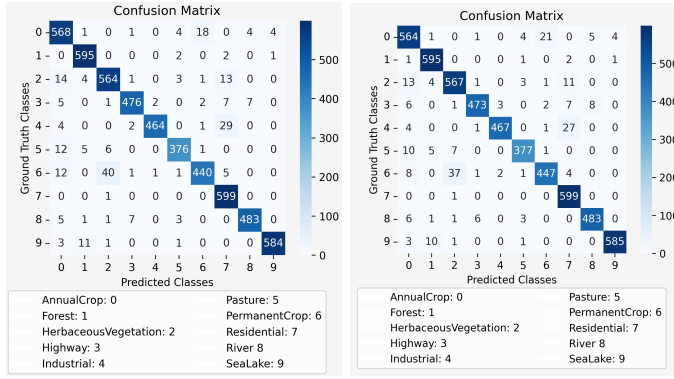 Confusion Matrix
0 - 568 1 0 1 0 4 18 0 4 4
1 - 0 595 0 0 0 2 0 2 0 1
2 - 14 4 564 1 0 3 1 13 0 0
3 - 5 0 1 476 2 0 2 7 7 0
4 - 4 0 0 2 464 0 1 29 0 0
5 - 12 5 6 0 0 376 1 0 0 0
6 - 12 0 40 1 1 1 440 5 0 0
7 - 0 0 1 0 0 0 0 599 0 0
8 - 5 1 1 7 0 3 0 0 483 0
9 - 3 11 1 0 0 1 0 0 0 584
0 1 2 3 4 5 6 7 8 9
Predicted Classes
Ground Truth Classes
- 500
- 400
- 300
- 200
- 100
- 0
AnnualCrop: 0
Forest: 1
HerbaceousVegetation: 2
Highway: 3
Industrial: 4
Pasture: 5
PermanentCrop: 6
Residential: 7
River 8
SeaLake: 9
Confusion Matrix
0 - 564 1 0 1 0 4 21 0 5 4
1 - 0 595 0 0 0 1 0 2 0 1
2 - 13 4 567 1 0 3 1 11 0 0
3 - 6 0 1 473 3 0 2 7 8 0
4 - 4 0 0 1 467 0 1 27 0 0
5 - 10 5 7 0 0 377 1 0 0 0
6 - 8 0 37 1 2 1 447 4 0 0
7 - 0 0 1 0 0 0 0 599 0 0
8 - 6 1 1 6 0 3 0 0 483 0
9 - 3 10 1 0 0 1 0 0 0 585
0 1 2 3 4 5 6 7 8 9
Predicted Classes
Ground Truth Classes
AnnualCrop: 0
Forest: 1
HerbaceousVegetation: 2
Highway: 3
Industrial: 4
Pasture: 5
PermanentCrop: 6
Residential: 7
River 8
SeaLake: 9